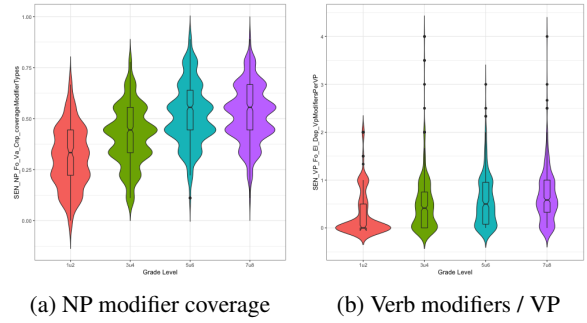 SEN_NP_Fo_Va_Cnp_coverageModifierTypes
1.00
0.75
0.50
0.25
0.00
1u2
3u4
5u6
7u8
Grade Level
(a) NP modifier coverage
SEN_VP_Fo_El_Dep_VpModifiersPerVP
4
3
2
1
0
1u2
3u4
5u6
7u8
Grade Level
(b) Verb modifiers / VP